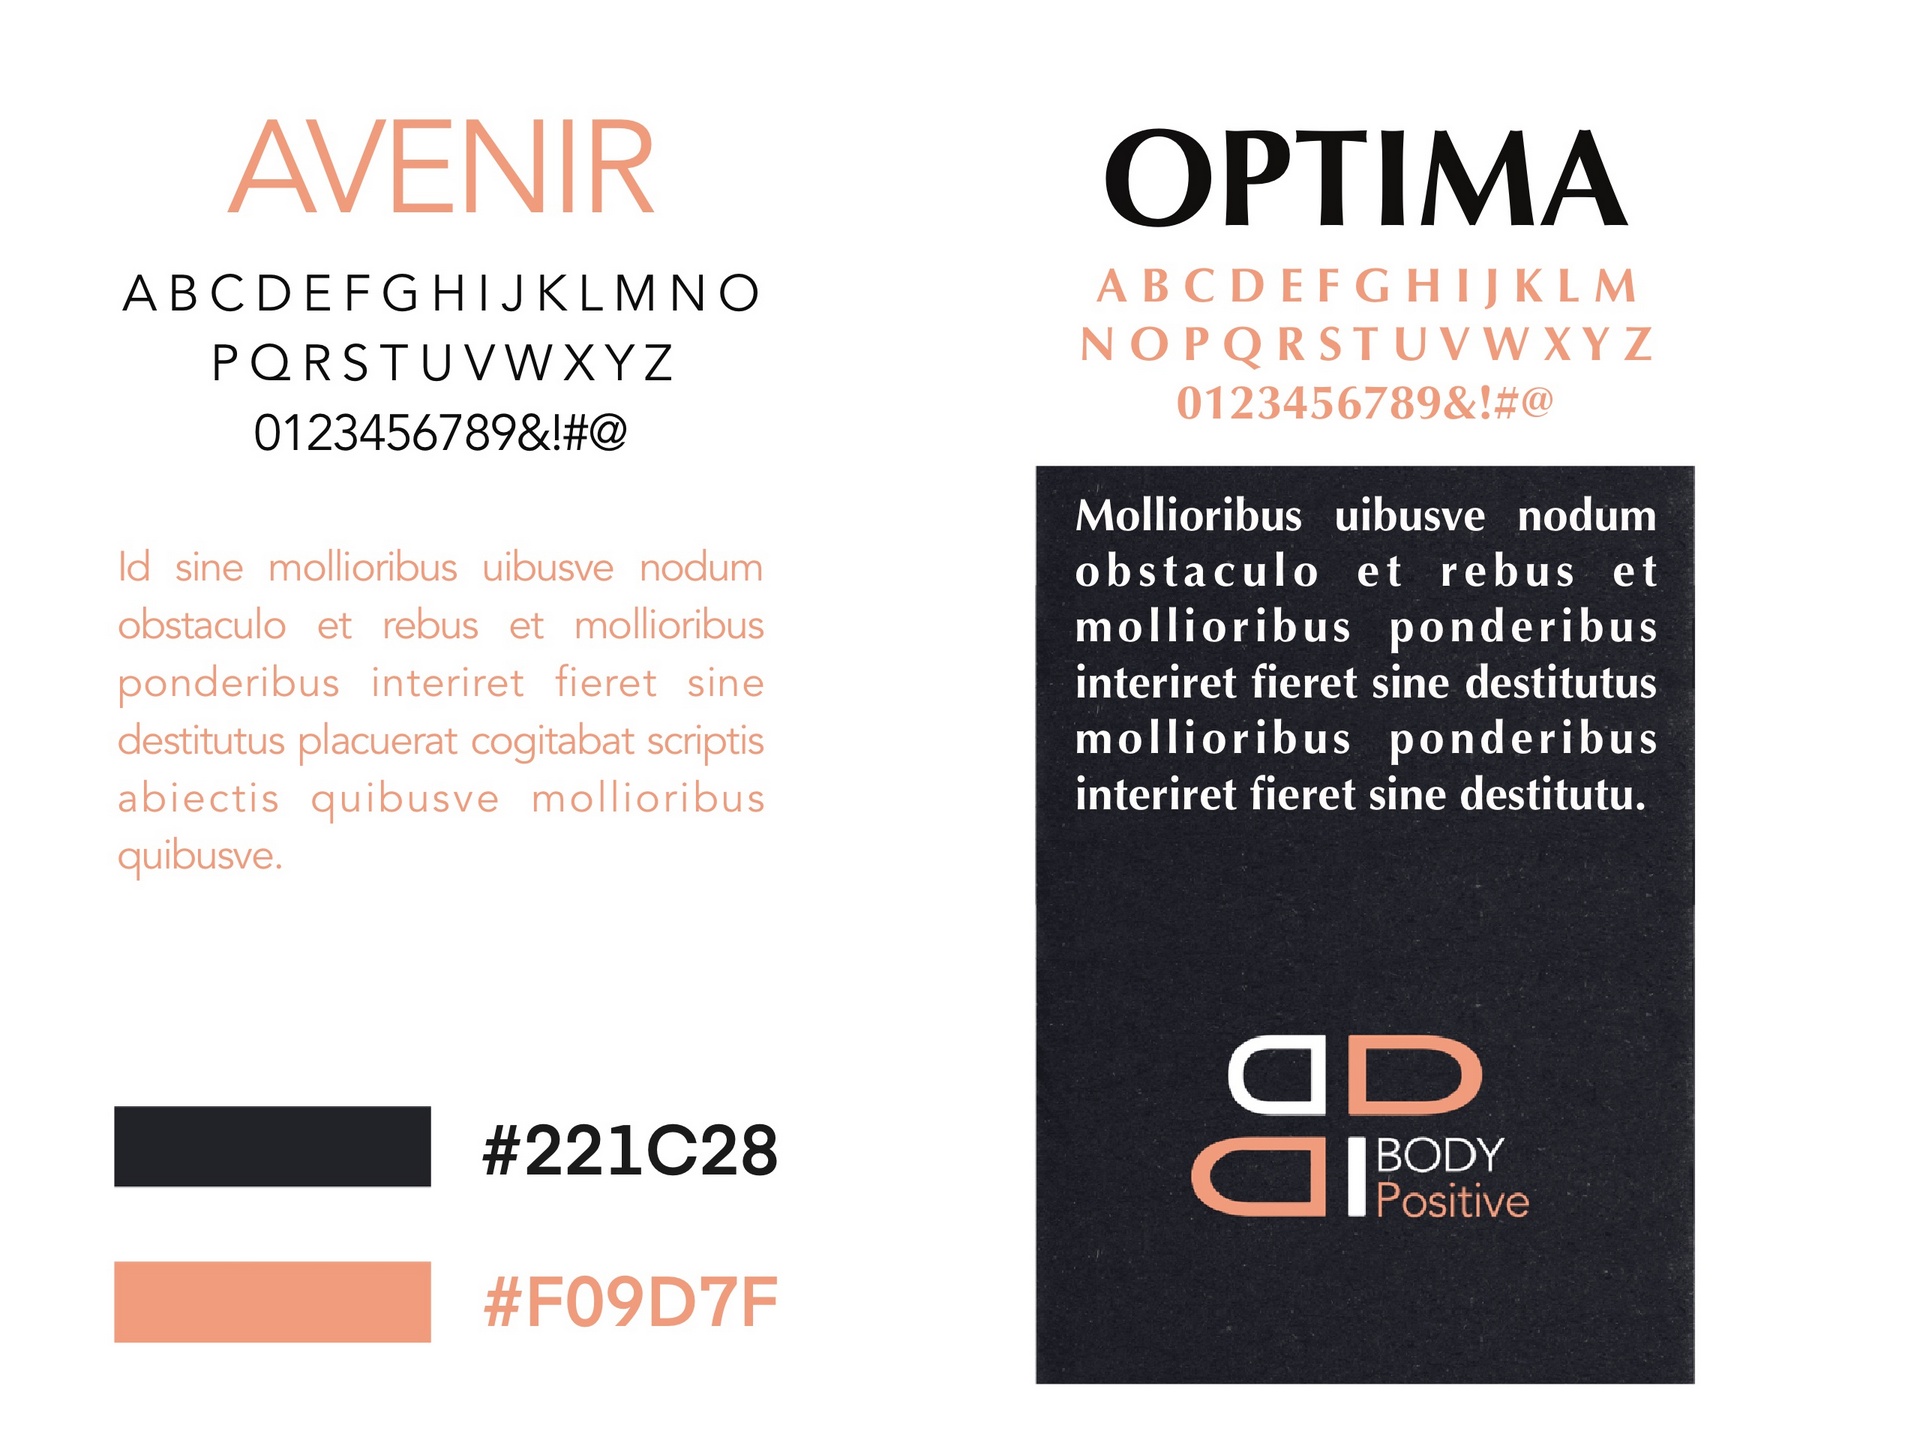 AVENIR
A B C D E F G H I J K L M N O
P Q R S T U V W X Y Z
0123456789&!#@
Id sine mollioribus uibusve nodum
obstaculo et rebus et mollioribus
ponderibus interiret fieret sine
destitutus placuerat cogitabat scriptis
abiectis quibusve mollioribus
quibusve.
#221C28
#F09D7F
OPTIMA
A B C D E F G H I J K L M
N O P Q R S T U V W X Y Z
0123456789&!#@
Mollioribus uibusve nodum
obstaculo et rebus et
mollioribus ponderibus
interiret fieret sine destitutus
mollioribus ponderibus
interiret fieret sine destitutu.
BODY
Positive